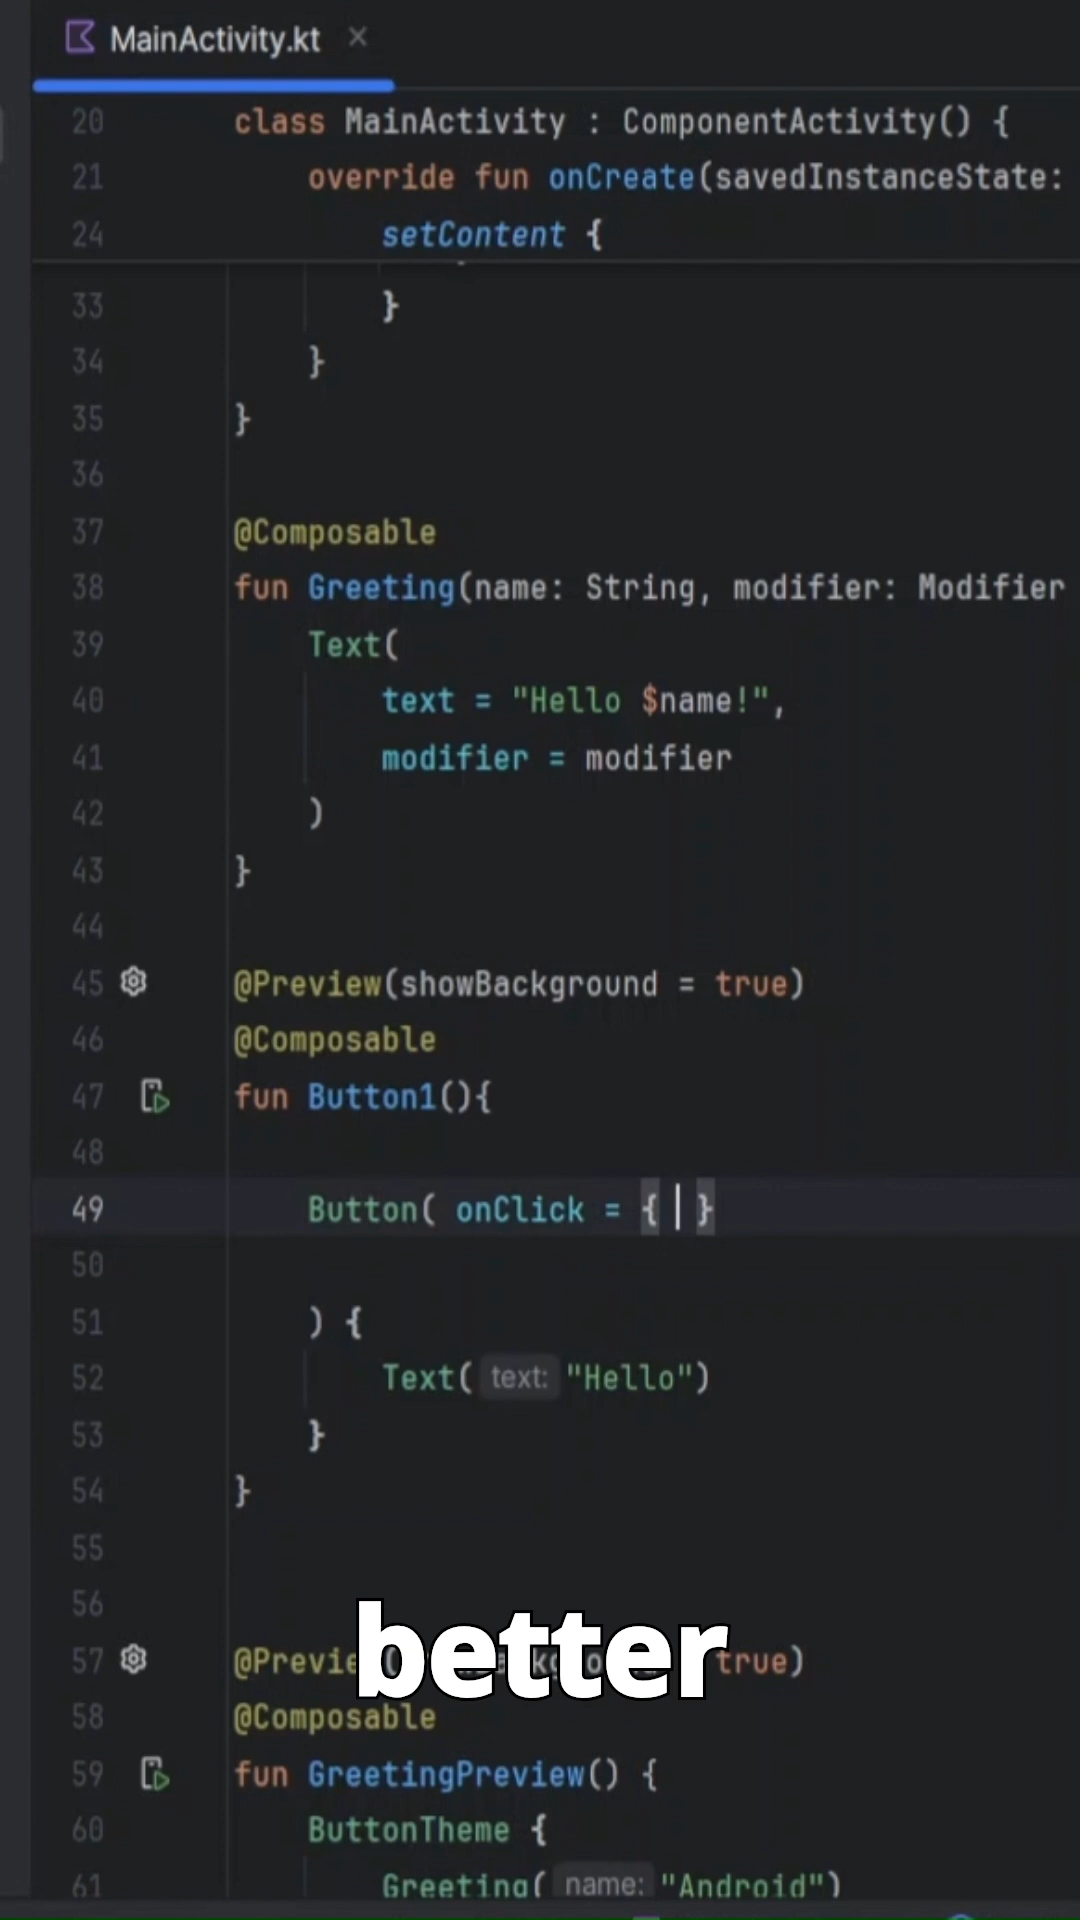 MainActivity.kt ×
20 class MainActivity : ComponentActivity() {
21 override fun onCreate(savedInstanceState:
24 setContent {
33 }
34 }
35 }
36
37 @Composable
38 fun Greeting(name: String, modifier: Modifier
39 Text(
40 text = "Hello $name!",
41 modifier = modifier
42 )
43 }
44
45 @Preview(showBackground = true)
46 @Composable
47 fun Button1(){
48
49 Button( onClick = { }
50
51 ) {
52 Text( text: "Hello")
53 }
54 }
55
56
57 @Preview( true)
better
58 @Composable
59 fun GreetingPreview() {
60 ButtonTheme {
61 Greeting( name: "Android")